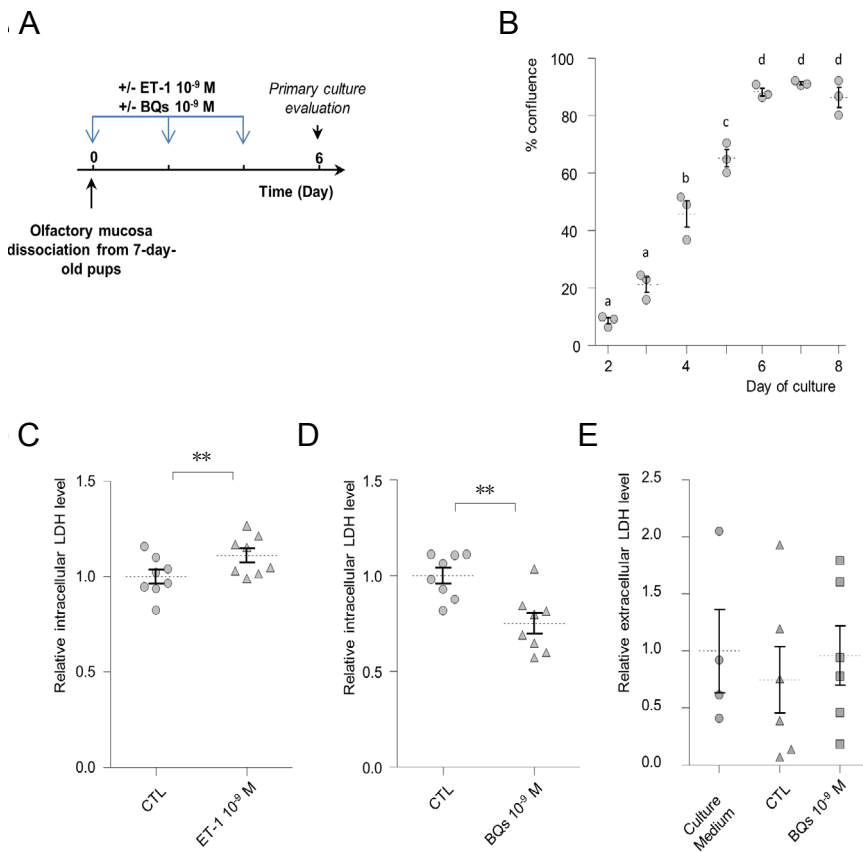 A
+/- ET-1 10⁻⁹ M
+/- BQs 10⁻⁹ M
Primary culture
evaluation
0
6
Time (Day)
Olfactory mucosa
dissociation from 7-day-
old pups
B
% confluence
100
80
60
40
20
0
a
a
b
c
d
d
d
2
4
6
8
Day of culture
C
Relative intracellular LDH level
1.5
1.0
0.5
0.0
**
CTL
ET-1 10⁻⁹ M
D
Relative intracellular LDH level
1.5
1.0
0.5
0.0
**
CTL
BQs 10⁻⁹ M
E
Relative extracellular LDH level
2.5
2.0
1.5
1.0
0.5
0.0
Culture
Medium
CTL
BQs 10⁻⁹ M